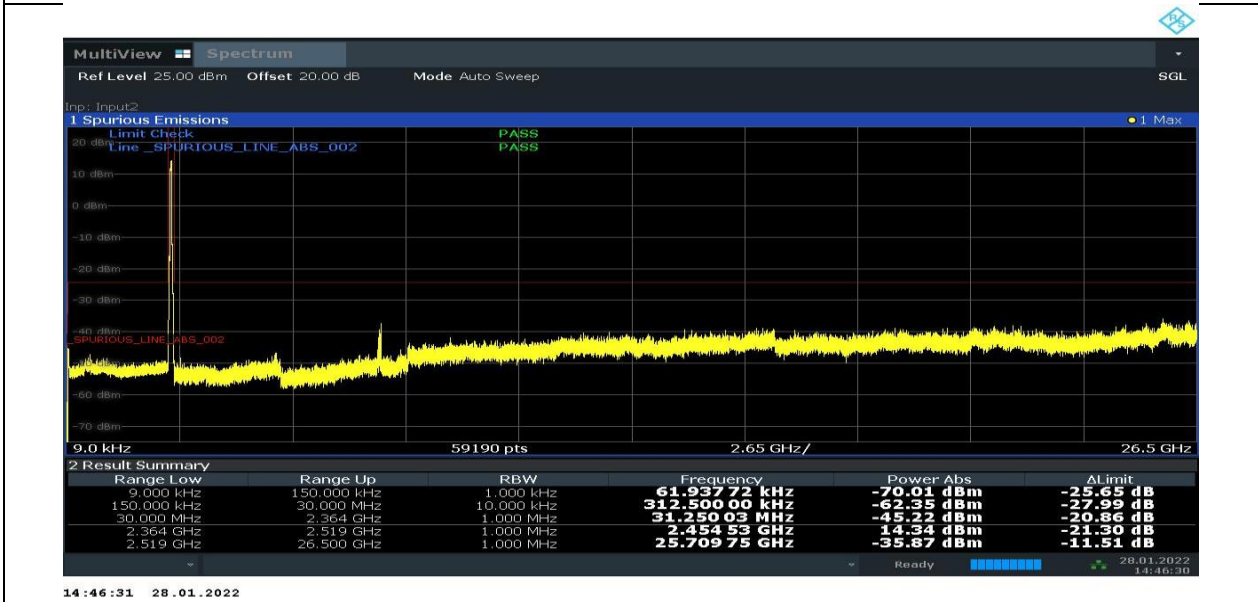 R&S
MultiView Spectrum
Ref Level 25.00 dBm Offset 20.00 dB Mode Auto Sweep SGL
Inp: Input2
1 Spurious Emissions 1 Max
Limit Check PASS
20 dBm
Line _SPURIOUS_LINE_ABS_002 PASS
10 dBm
0 dBm
-10 dBm
-20 dBm
-30 dBm
-40 dBm
_SPURIOUS_LINE_ABS_002
-60 dBm
-70 dBm
9.0 kHz 59190 pts 2.65 GHz/ 26.5 GHz
2 Result Summary
Range Low Range Up RBW Frequency Power Abs ΔLimit
9.000 kHz 150.000 kHz 1.000 kHz 61.937 72 kHz -70.01 dBm -25.65 dB
150.000 kHz 30.000 MHz 10.000 kHz 312.500 00 kHz -62.35 dBm -27.99 dB
30.000 MHz 2.364 GHz 1.000 MHz 31.250 03 MHz -45.22 dBm -20.86 dB
2.364 GHz 2.519 GHz 1.000 MHz 2.454 53 GHz 14.34 dBm -21.30 dB
2.519 GHz 26.500 GHz 1.000 MHz 25.709 75 GHz -35.87 dBm -11.51 dB
Ready 28.01.2022
14:46:30
14:46:31 28.01.2022